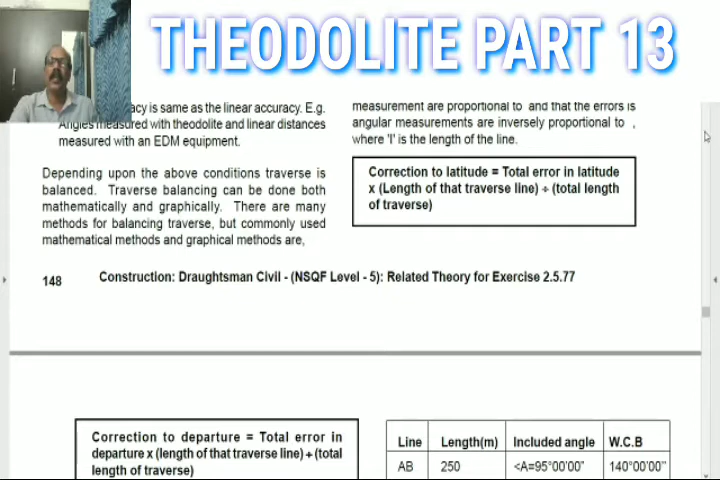 THEODOLITE PART 13
acy is same as the linear accuracy. E.g.
Angles measured with theodolite and linear distances
measured with an EDM equipment.
Depending upon the above conditions traverse is
balanced. Traverse balancing can be done both
mathematically and graphically. There are many
methods for balancing traverse, but commonly used
mathematical methods and graphical methods are,
measurement are proportional to and that the errors is
angular measurements are inversely proportional to ,
where 'l' is the length of the line.
Correction to latitude = Total error in latitude
x (Length of that traverse line) ÷ (total length
of traverse)
148 Construction: Draughtsman Civil - (NSQF Level - 5): Related Theory for Exercise 2.5.77
Correction to departure = Total error in
departure x (length of that traverse line) ÷ (total
length of traverse)
Line Length(m) Included angle W.C.B
AB 250 <A=95°00'00" 140°00'00"